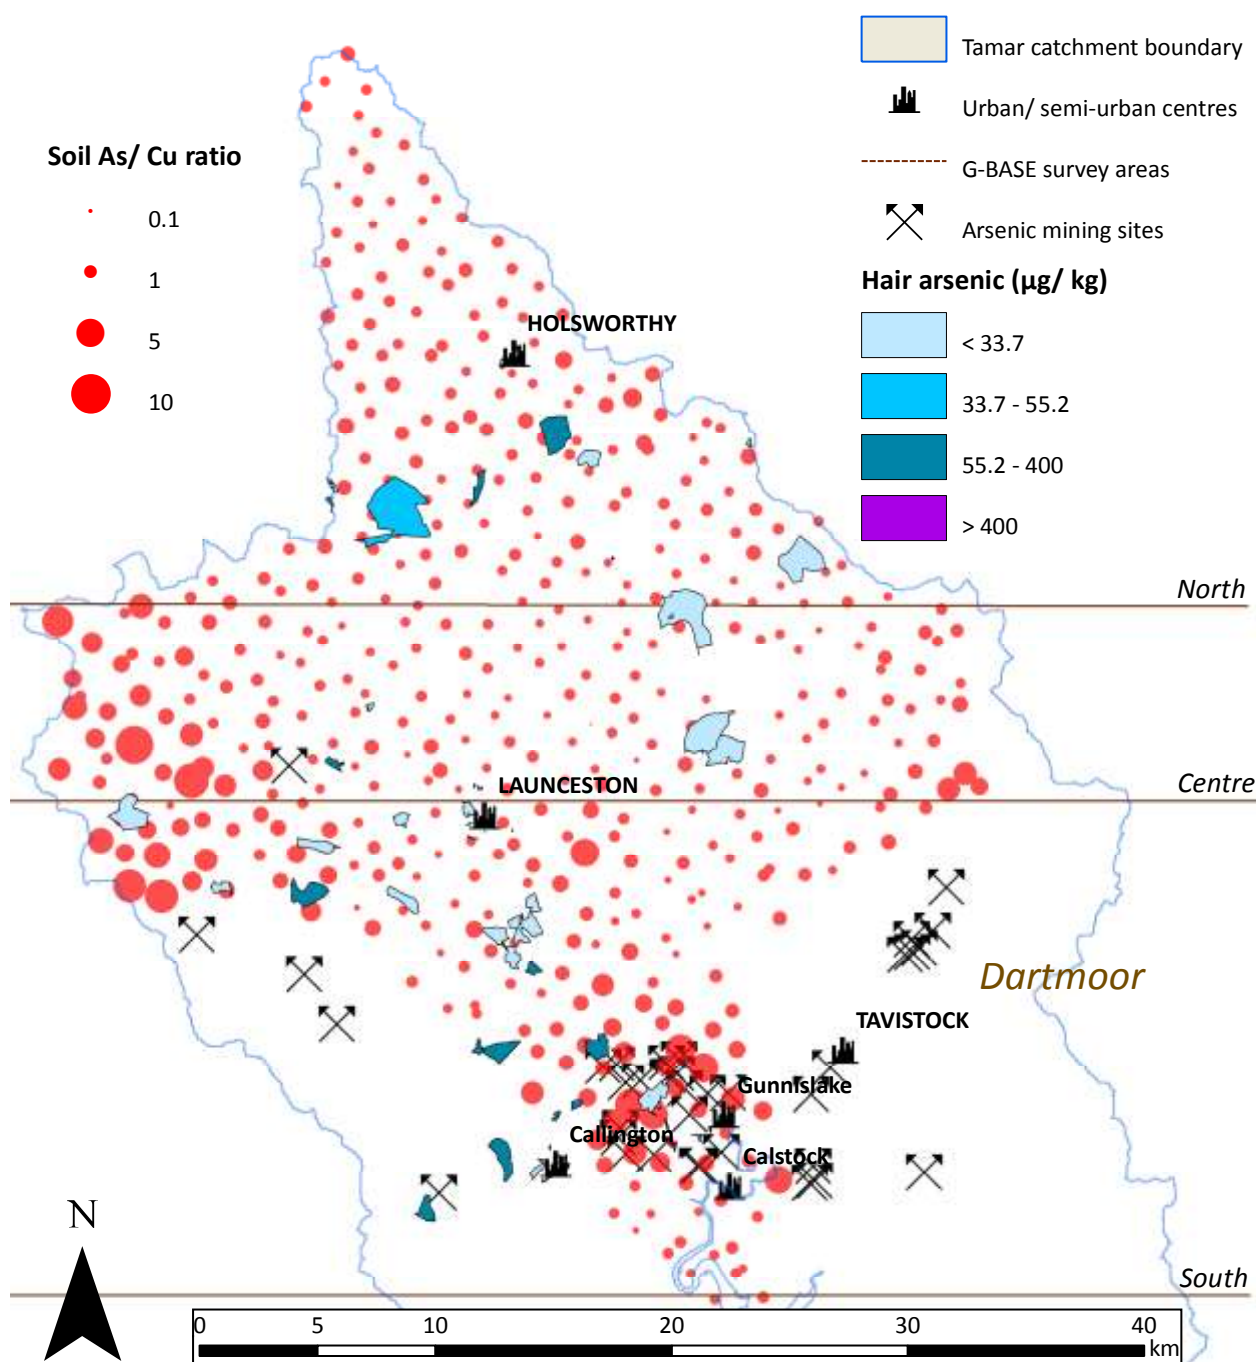 Tamar catchment boundary
Urban/ semi-urban centres
G-BASE survey areas
Arsenic mining sites
Soil As/ Cu ratio
0.1
1
5
10
Hair arsenic (µg/ kg)
< 33.7
33.7 - 55.2
55.2 - 400
> 400
HOLSWORTHY
North
LAUNCESTON
Centre
Dartmoor
TAVISTOCK
Gunnislake
Callington
Calstock
N
South
0 5 10 20 30 40
km